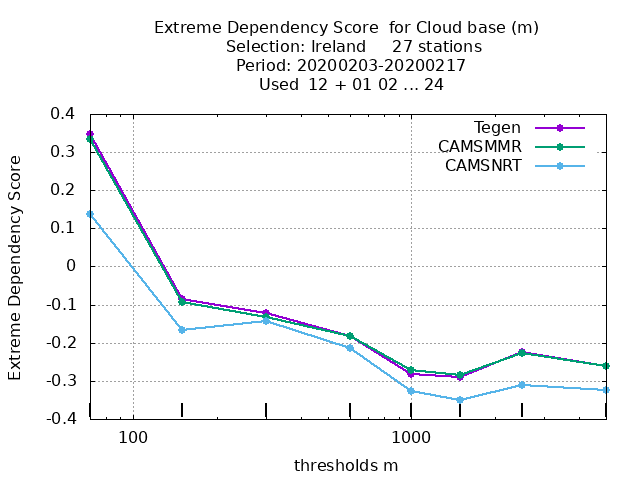 Extreme Dependency Score  for Cloud base (m)
Selection: Ireland     27 stations
Period: 20200203-20200217
Used  12 + 01 02 ... 24
Extreme Dependency Score
0.4
0.3
0.2
0.1
0
-0.1
-0.2
-0.3
-0.4
Tegen
CAMSMMR
CAMSNRT
100
1000
thresholds m